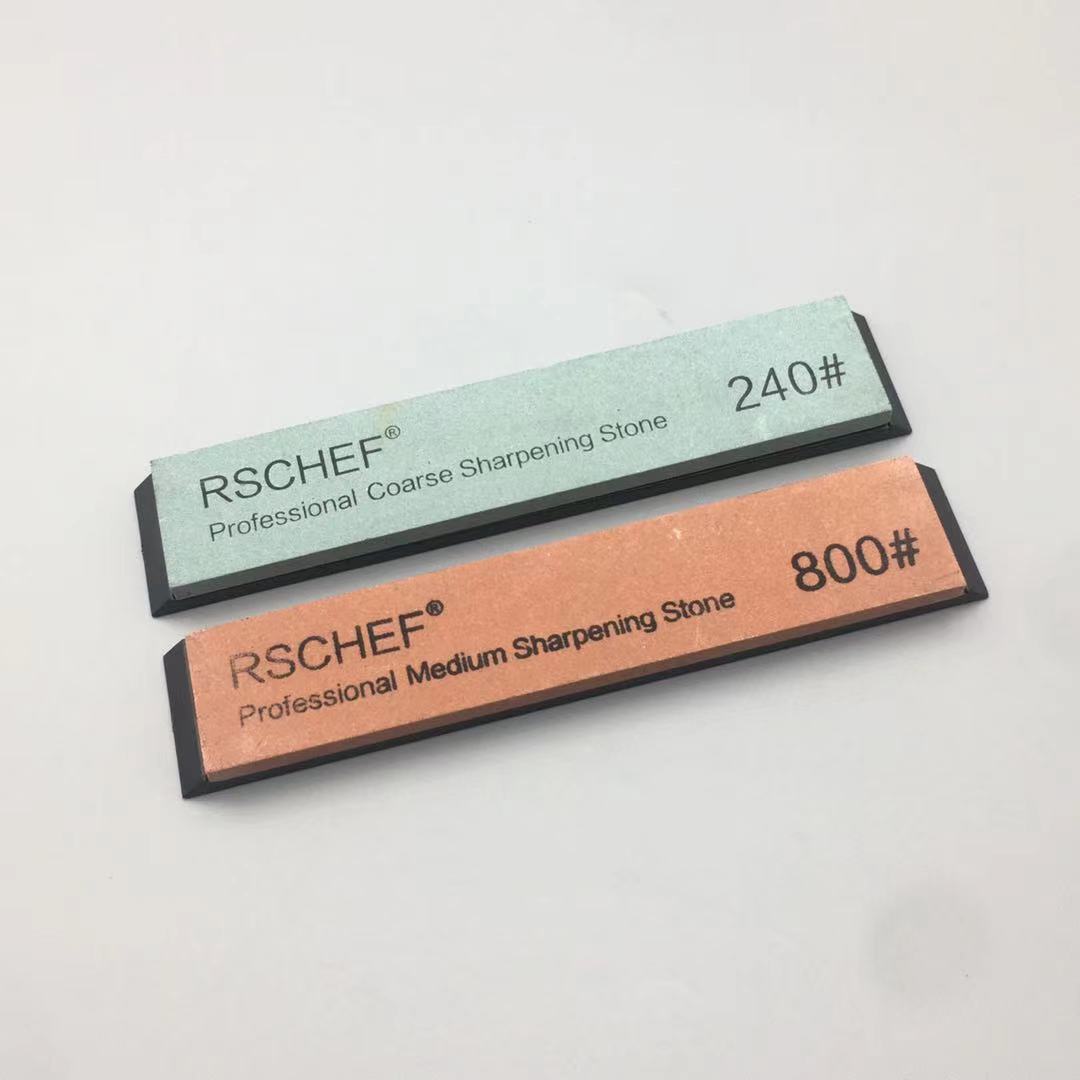 RSCHEF®
Professional Coarse Sharpening Stone
240#
RSCHEF®
Professional Medium Sharpening Stone
800#